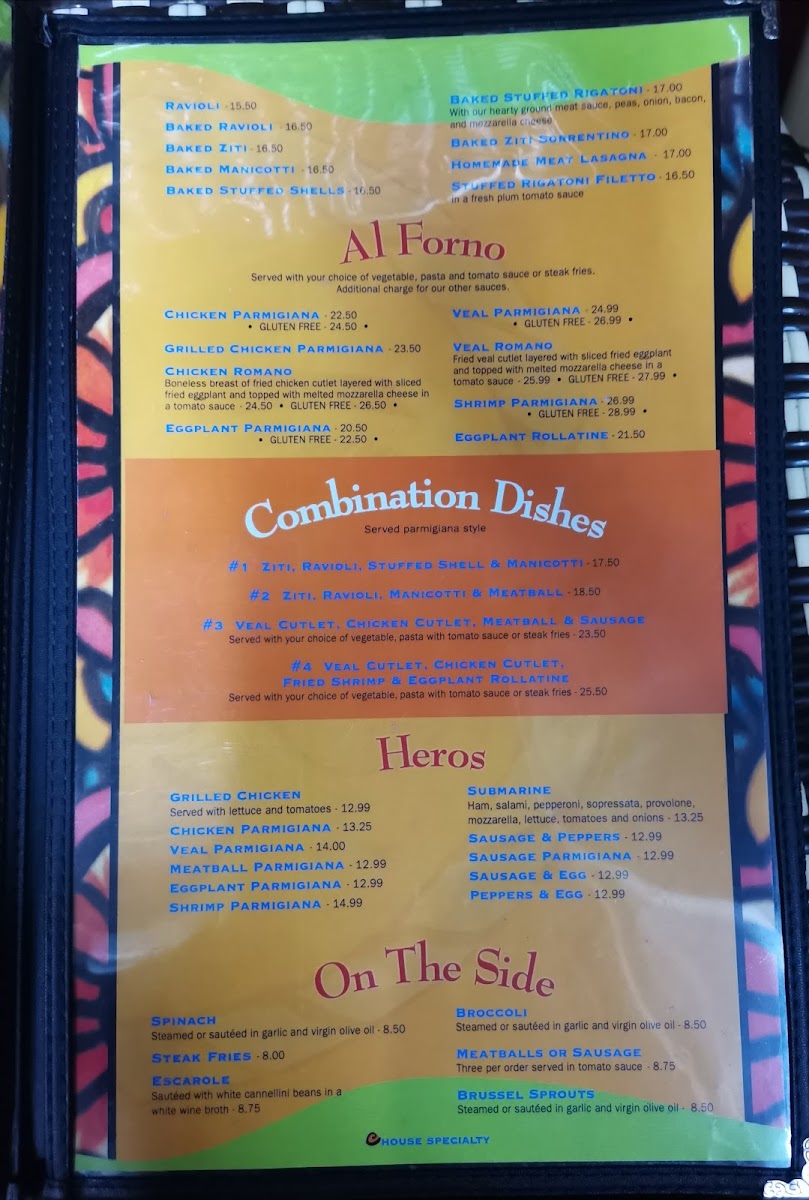 RAVIOLI - 15.50
BAKED RAVIOLI - 16.50
BAKED ZITI - 16.50
BAKED MANICOTTI - 16.50
BAKED STUFFED SHELLS - 16.50
BAKED STUFFED RIGATONI - 17.00
With our hearty ground meat sauce, peas, onion, bacon,
and mozzarella cheese
BAKED ZITI SORRENTINO - 17.00
HOMEMADE MEAT LASAGNA - 17.00
STUFFED RIGATONI FILETTO - 16.50
in a fresh plum tomato sauce
Al Forno
Served with your choice of vegetable, pasta and tomato sauce or steak fries.
Additional charge for our other sauces.
CHICKEN PARMIGIANA - 22.50
• GLUTEN FREE - 24.50 •
GRILLED CHICKEN PARMIGIANA - 23.50
CHICKEN ROMANO
Boneless breast of fried chicken cutlet layered with sliced
fried eggplant and topped with melted mozzarella cheese in
a tomato sauce - 24.50 • GLUTEN FREE - 26.50 •
EGGPLANT PARMIGIANA - 20.50
• GLUTEN FREE - 22.50 •
VEAL PARMIGIANA - 24.99
• GLUTEN FREE - 26.99 •
VEAL ROMANO
Fried veal cutlet layered with sliced fried eggplant
and topped with melted mozzarella cheese in a
tomato sauce - 25.99 • GLUTEN FREE - 27.99 •
SHRIMP PARMIGIANA - 26.99
• GLUTEN FREE - 28.99 •
EGGPLANT ROLLATINE - 21.50
Combination Dishes
Served parmigiana style
#1 ZITI, RAVIOLI, STUFFED SHELL & MANICOTTI - 17.50
#2 ZITI, RAVIOLI, MANICOTTI & MEATBALL - 18.50
#3 VEAL CUTLET, CHICKEN CUTLET, MEATBALL & SAUSAGE
Served with your choice of vegetable, pasta with tomato sauce or steak fries - 23.50
#4 VEAL CUTLET, CHICKEN CUTLET,
FRIED SHRIMP & EGGPLANT ROLLATINE
Served with your choice of vegetable, pasta with tomato sauce or steak fries - 25.50
Heros
GRILLED CHICKEN
Served with lettuce and tomatoes - 12.99
CHICKEN PARMIGIANA - 13.25
VEAL PARMIGIANA - 14.00
MEATBALL PARMIGIANA - 12.99
EGGPLANT PARMIGIANA - 12.99
SHRIMP PARMIGIANA - 14.99
SUBMARINE
Ham, salami, pepperoni, sopressata, provolone,
mozzarella, lettuce, tomatoes and onions - 13.25
SAUSAGE & PEPPERS - 12.99
SAUSAGE PARMIGIANA - 12.99
SAUSAGE & EGG - 12.99
PEPPERS & EGG - 12.99
On The Side
SPINACH
Steamed or sautéed in garlic and virgin olive oil - 8.50
STEAK FRIES - 8.00
ESCAROLE
Sautéed with white cannellini beans in a
white wine broth - 8.75
BROCCOLI
Steamed or sautéed in garlic and virgin olive oil - 8.50
MEATBALLS OR SAUSAGE
Three per order served in tomato sauce - 8.75
BRUSSEL SPROUTS
Steamed or sautéed in garlic and virgin olive oil - 8.50
HOUSE SPECIALTY